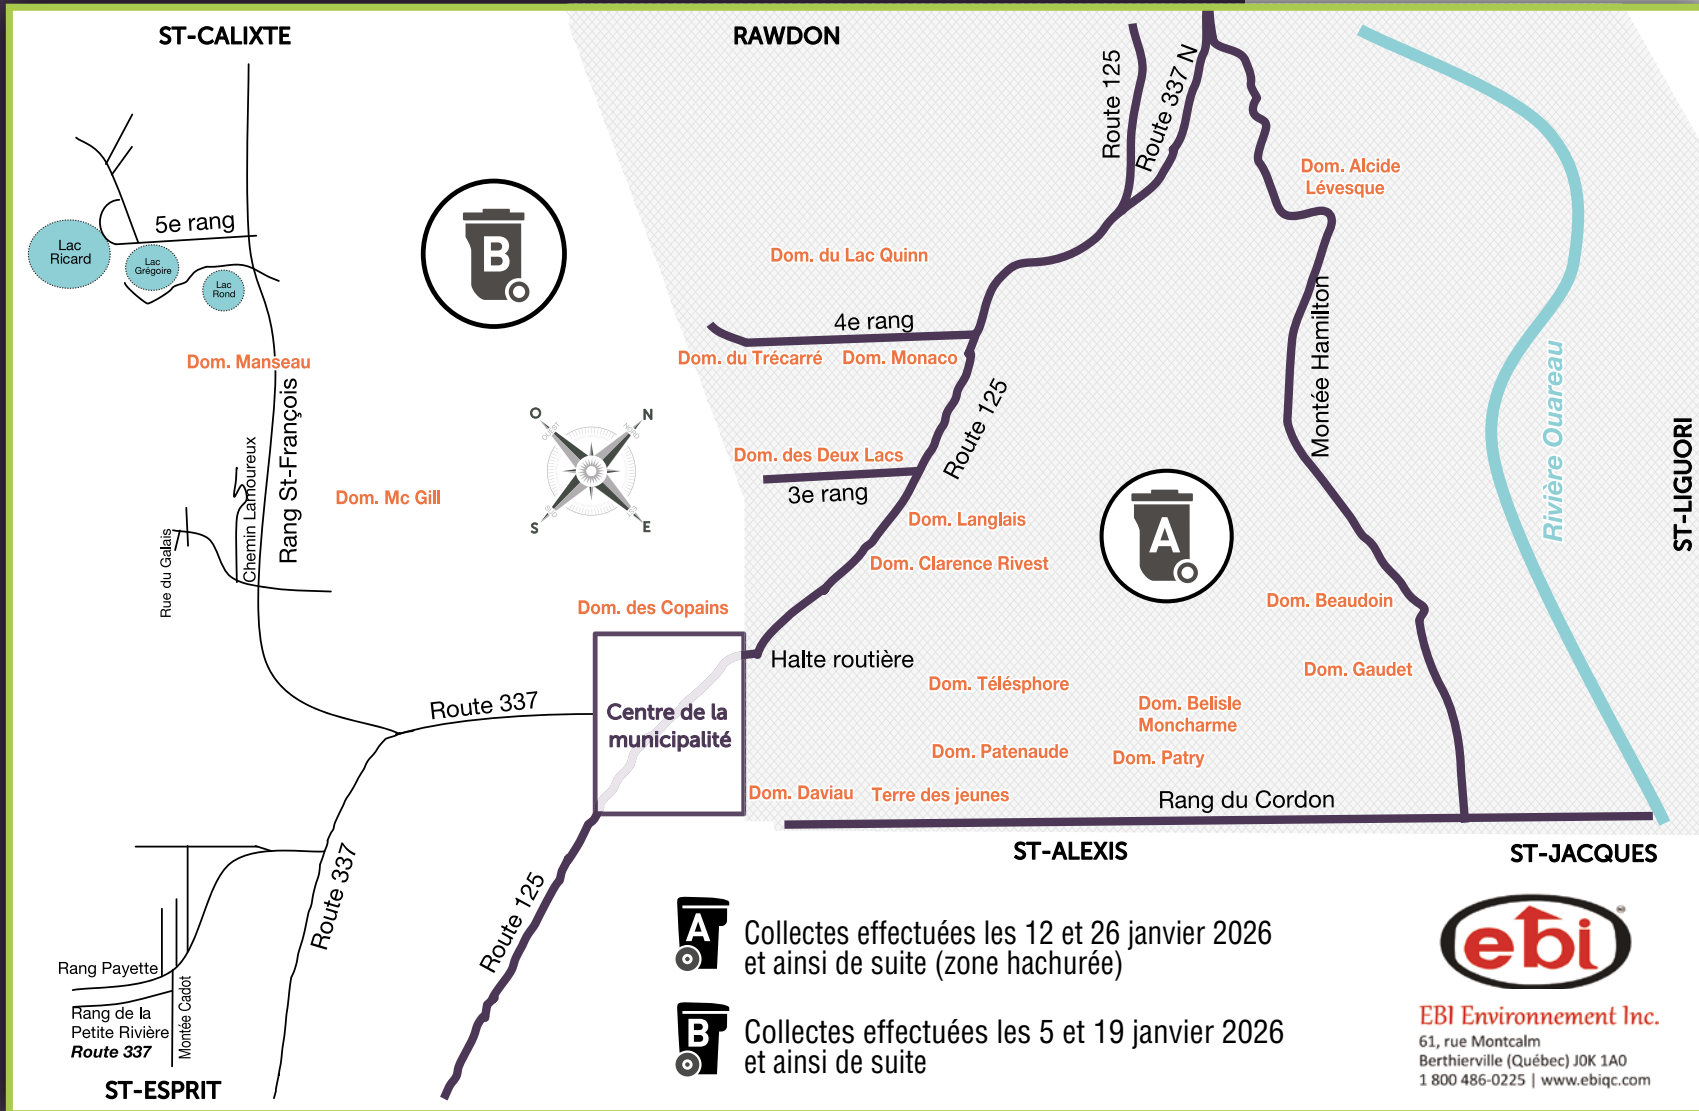 ST-CALIXTE
RAWDON
Route 125
Route 337 N
Dom. Alcide
Lévesque
5e rang
Lac
Ricard
Lac
Grégoire
Lac
Rond
B
Dom. du Lac Quinn
4e rang
Dom. du Trécarré
Dom. Monaco
Dom. Manseau
Rang St-François
Chemin Lamoureux
Rue du Galais
Dom. Mc Gill
O
N
S
E
OUEST
NORD
SUD
EST
Route 125
Dom. des Deux Lacs
3e rang
Dom. Langlais
Dom. Clarence Rivest
A
Montée Hamilton
Rivière Ouareau
ST-LIGUORI
Dom. des Copains
Dom. Beaudoin
Halte routière
Dom. Gaudet
Dom. Télésphore
Route 337
Centre de la
municipalité
Dom. Belisle
Moncharme
Dom. Patenaude
Dom. Patry
Dom. Daviau
Terre des jeunes
Rang du Cordon
ST-ALEXIS
ST-JACQUES
Route 337
Route 125
Rang Payette
Rang de la
Petite Rivière
Route 337
Montée Cadot
ST-ESPRIT
A
Collectes effectuées les 12 et 26 janvier 2026
et ainsi de suite (zone hachurée)
B
Collectes effectuées les 5 et 19 janvier 2026
et ainsi de suite
ebi
EBI Environnement Inc.
61, rue Montcalm
Berthierville (Québec) J0K 1A0
1 800 486-0225 | www.ebiqc.com